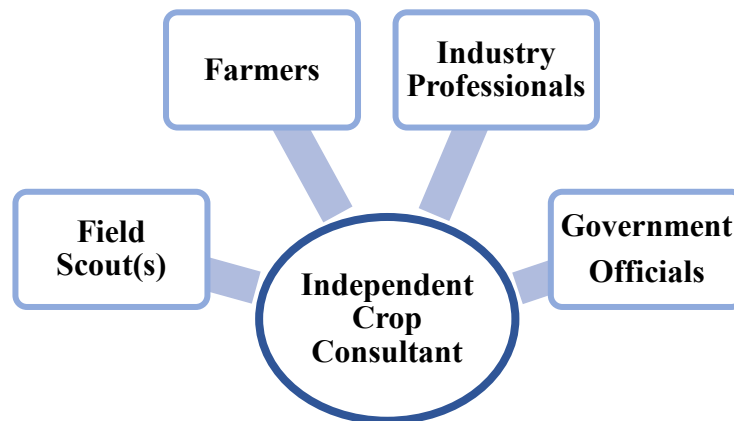 Farmers
Industry
Professionals
Field
Scout(s)
Government
Officials
Independent
Crop
Consultant